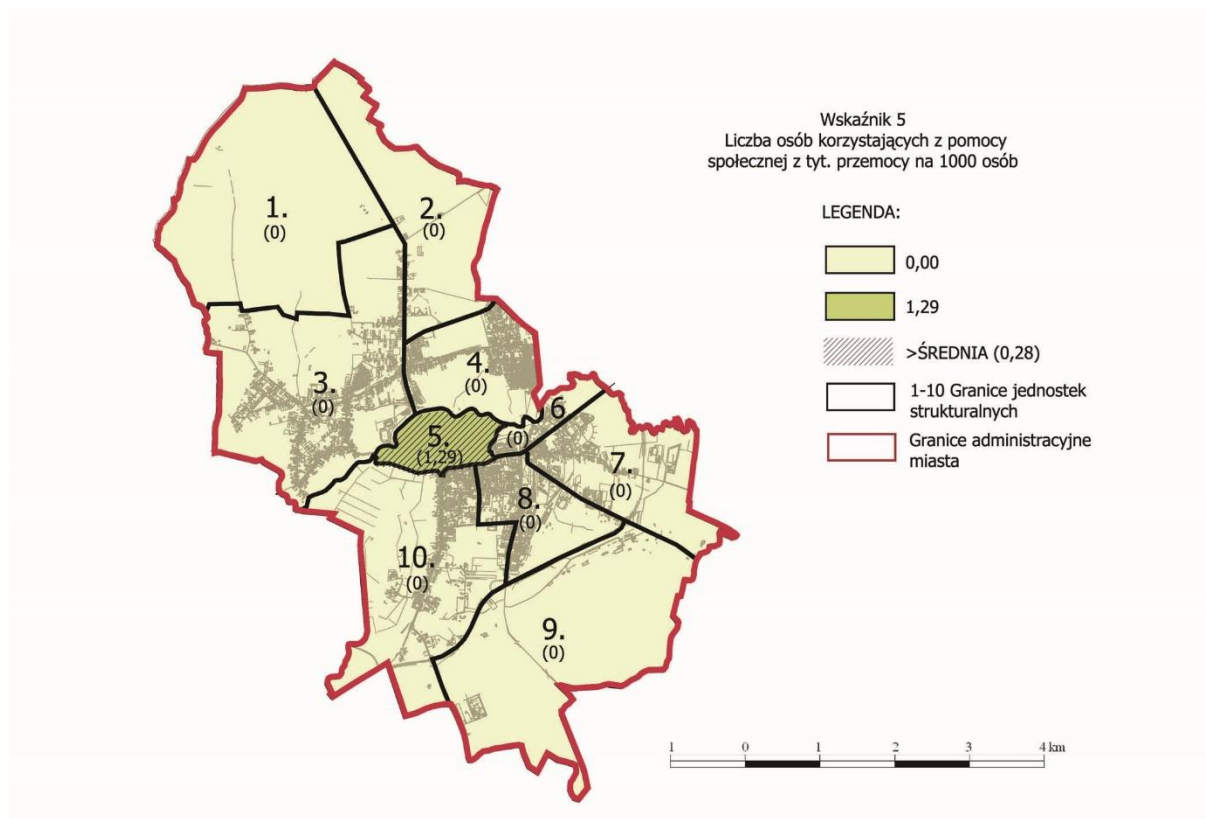 Wskaźnik 5
Liczba osób korzystających z pomocy
społecznej z tyt. przemocy na 1000 osób
LEGENDA:
0,00
1,29
>ŚREDNIA (0,28)
1-10 Granice jednostek
strukturalnych
Granice administracyjne
miasta
1.
(0)
2.
(0)
3.
(0)
4.
(0)
5.
(1,29)
6
(0)
7.
(0)
8.
(0)
9.
(0)
10.
(0)
1 0 1 2 3 4 km